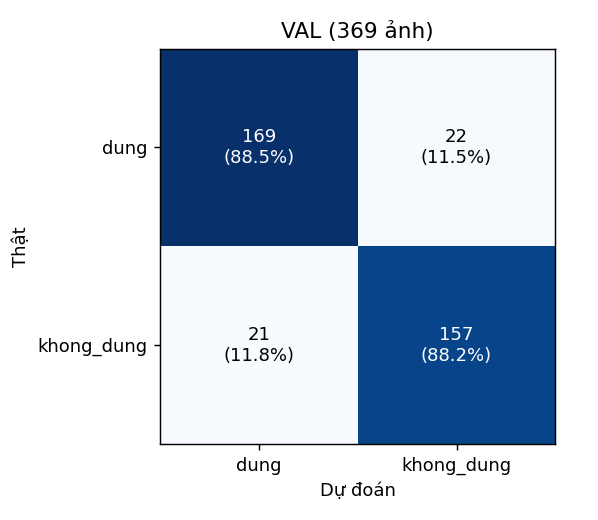 VAL (369 ảnh)
Thật
dung
169
(88.5%)
22
(11.5%)
khong_dung
21
(11.8%)
157
(88.2%)
dung
khong_dung
Dự đoán